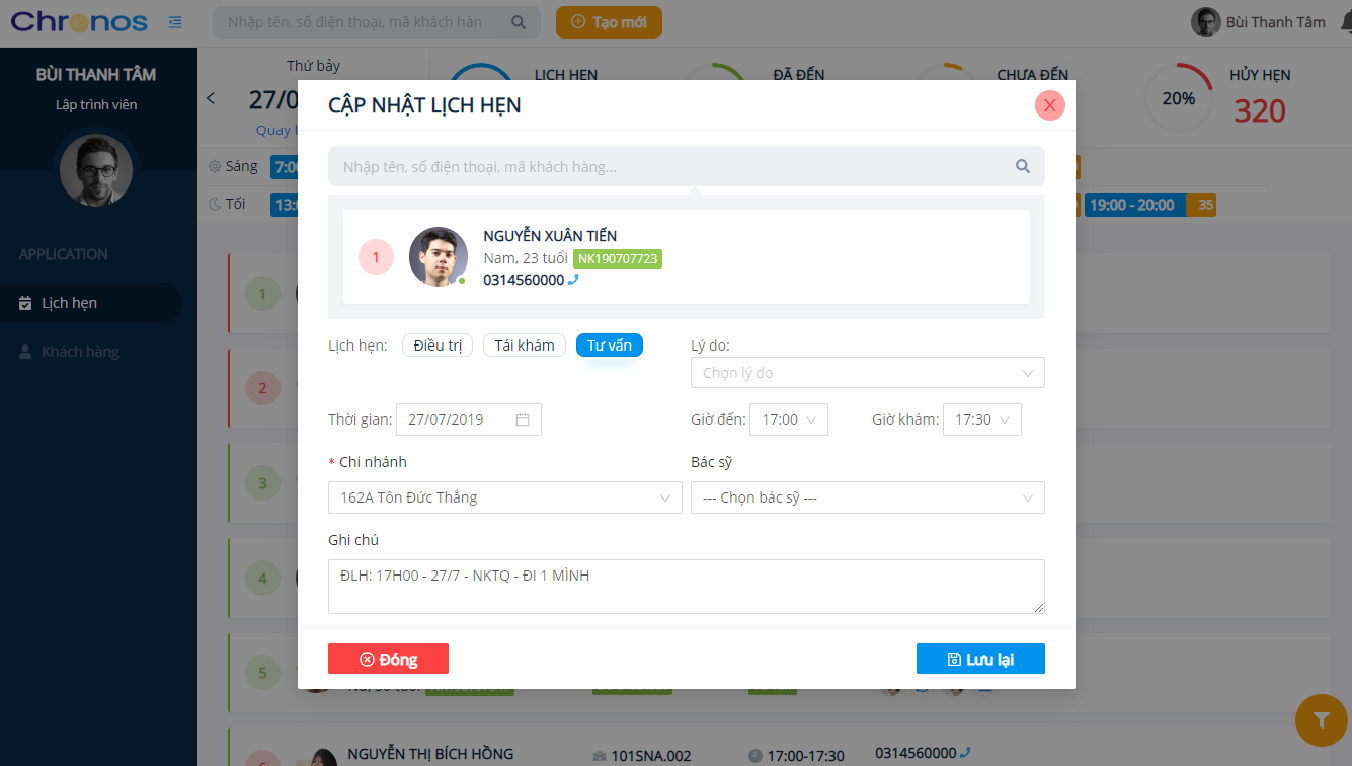 Chronos
Nhập tên, số điện thoại, mã khách hàn
Tạo mới
Bùi Thanh Tâm
BÙI THANH TÂM
Lập trình viên
APPLICATION
Lịch hẹn
Khách hàng
Thứ bảy
27/0
Quay l
LỊCH HẸN
ĐÃ ĐẾN
CHƯA ĐẾN
20%
HỦY HẸN
320
Sáng
7:00
Tối
13:
19:00 - 20:00
35
CẬP NHẬT LỊCH HẸN
X
Nhập tên, số điện thoại, mã khách hàng...
1
NGUYỄN XUÂN TIẾN
Nam, 23 tuổi NK190707723
0314560000
Lịch hẹn: Điều trị Tái khám Tư vấn
Lý do:
Chọn lý do
Thời gian: 27/07/2019
Giờ đến: 17:00
Giờ khám: 17:30
* Chi nhánh
162A Tôn Đức Thắng
Bác sỹ
--- Chọn bác sỹ ---
Ghi chú
ĐLH: 17H00 - 27/7 - NKTQ - ĐI 1 MÌNH
Đóng
Lưu lại
1
2
3
4
5
NGUYỄN THỊ BÍCH HỒNG
101SNA.002
17:00-17:30
0314560000